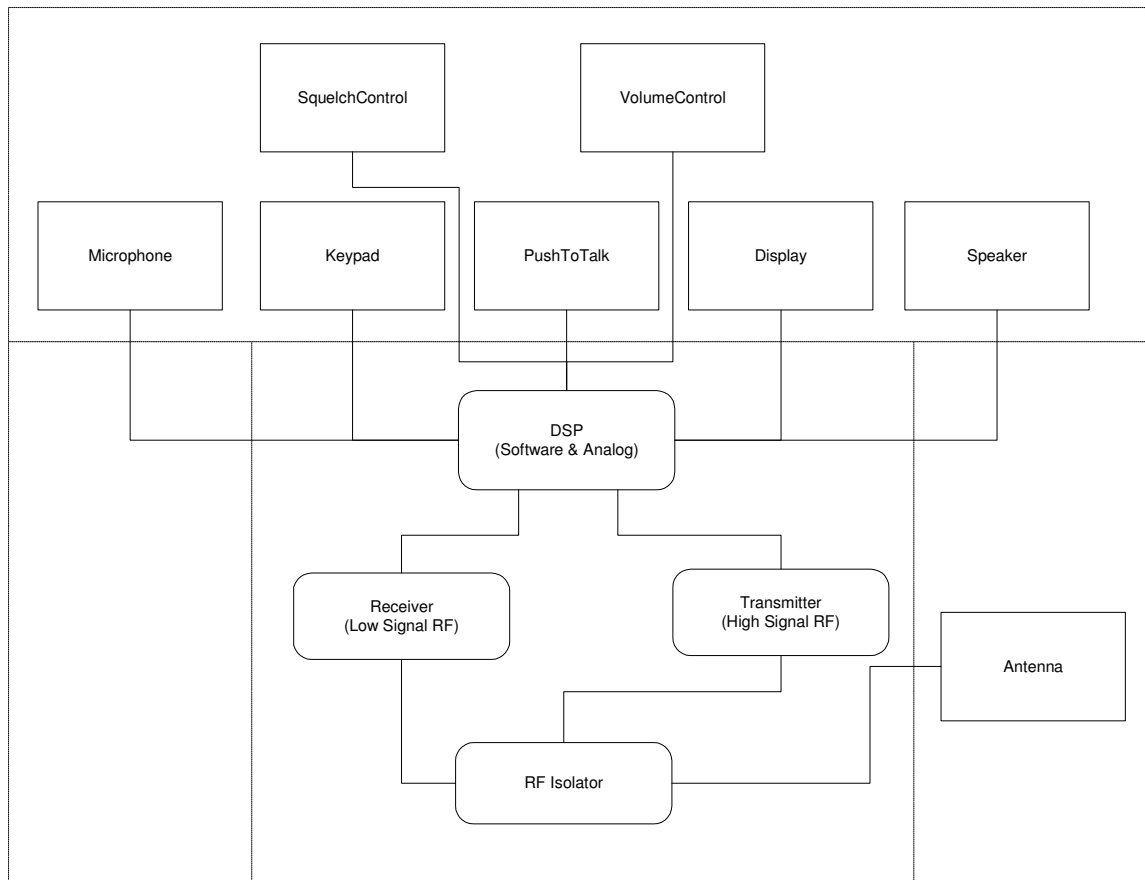 SquelchControl
VolumeControl
Microphone
Keypad
PushToTalk
Display
Speaker
DSP
(Software & Analog)
Receiver
(Low Signal RF)
Transmitter
(High Signal RF)
Antenna
RF Isolator